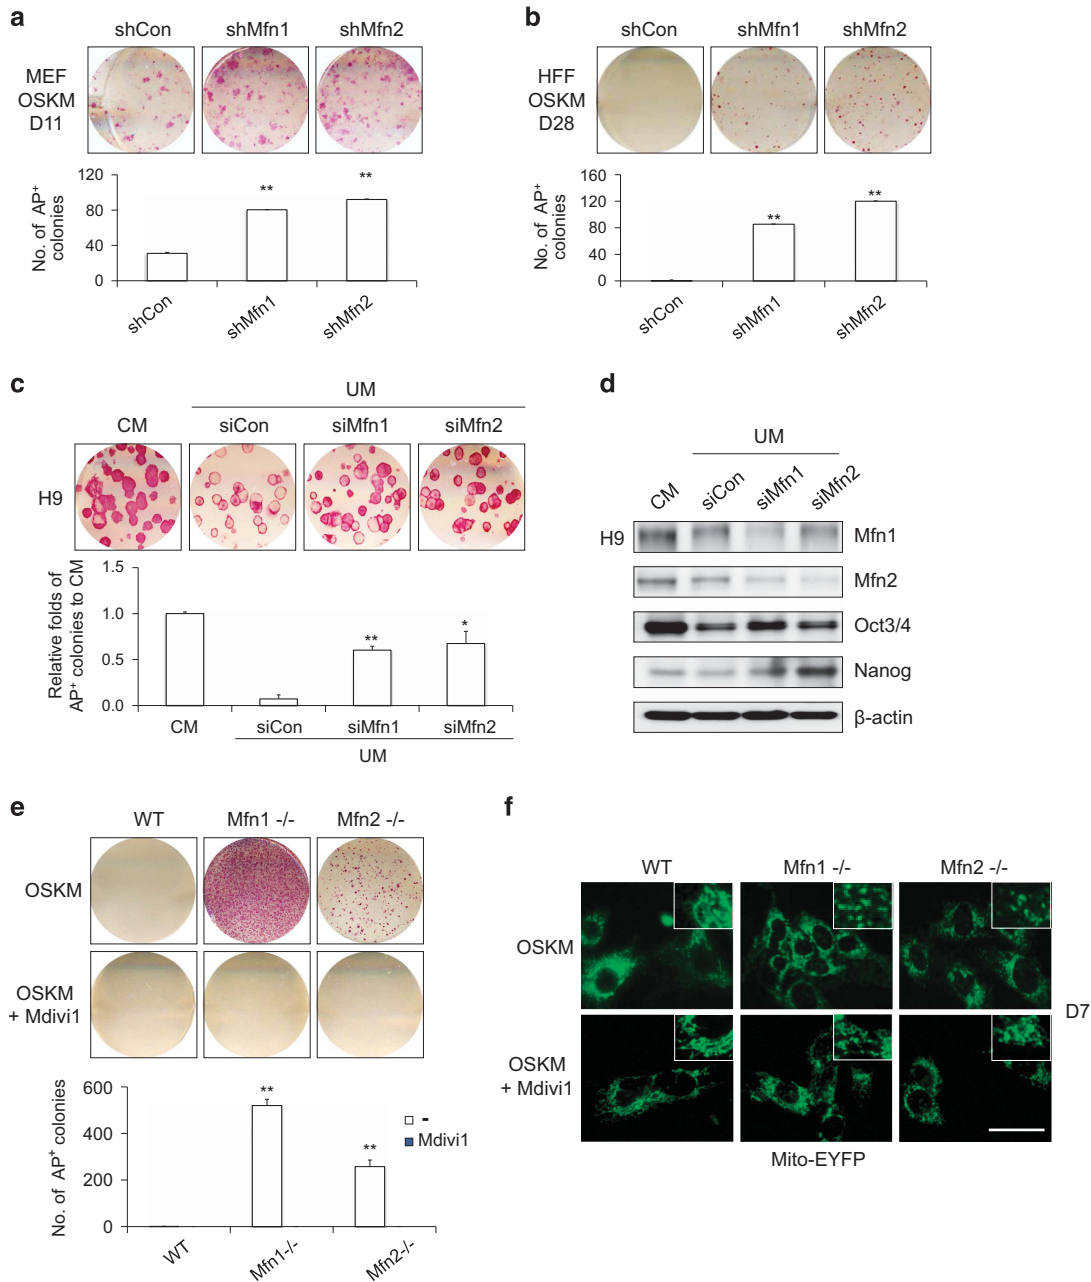 a
shCon shMfn1 shMfn2
MEF
OSKM
D11
No. of AP+
colonies
120
80
40
0
** **
shCon shMfn1 shMfn2
b
shCon shMfn1 shMfn2
HFF
OSKM
D28
No. of AP+
colonies
160
120
80
40
0
** **
shCon shMfn1 shMfn2
c
UM
CM siCon siMfn1 siMfn2
H9
Relative folds of
AP+ colonies to CM
1.5
1.0
0.5
0.0
** *
CM siCon siMfn1 siMfn2
UM
d
UM
CM siCon siMfn1 siMfn2
H9
Mfn1
Mfn2
Oct3/4
Nanog
β-actin
e
WT Mfn1 -/- Mfn2 -/-
OSKM
OSKM
+ Mdivi1
No. of AP+ colonies
600
400
200
0
** **
-
Mdivi1
WT Mfn1-/- Mfn2-/-
f
WT Mfn1 -/- Mfn2 -/-
OSKM
OSKM
+ Mdivi1
D7
Mito-EYFP